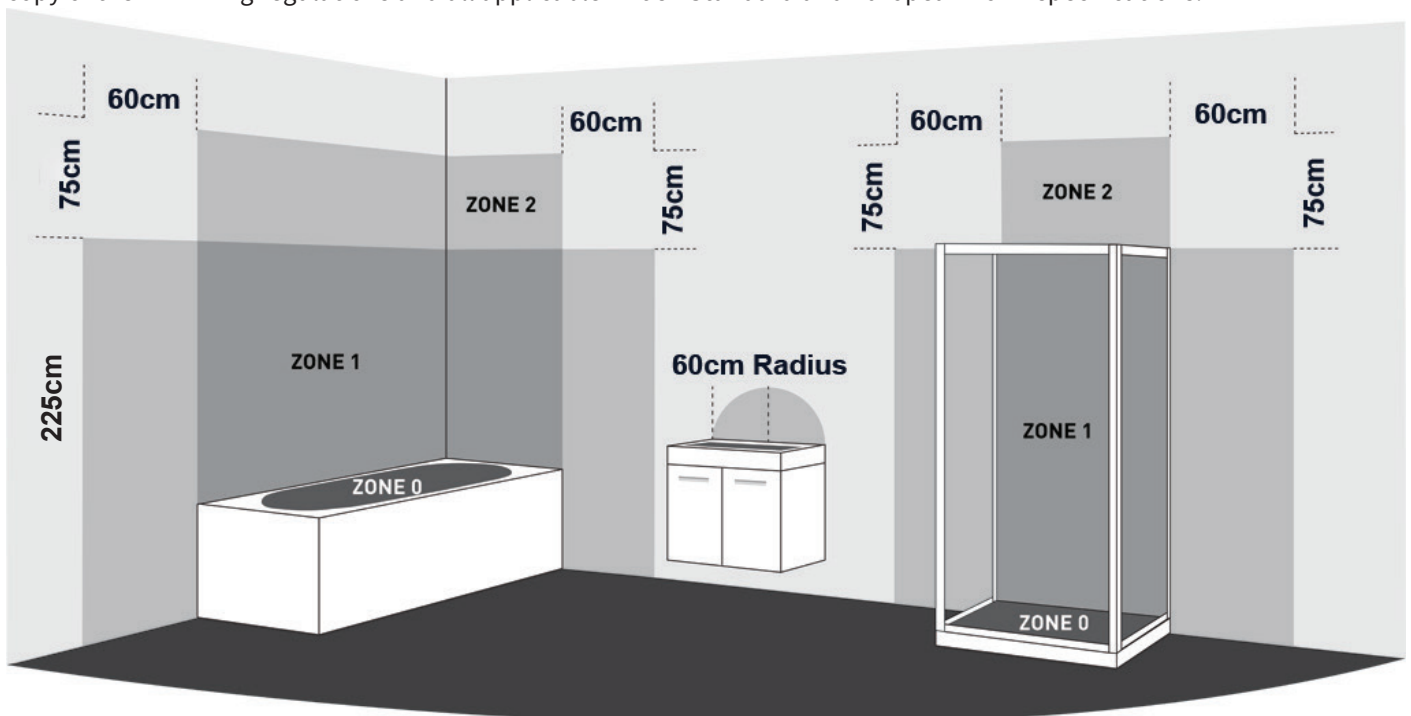 60cm
60cm
60cm
60cm
75cm
75cm
75cm
75cm
ZONE 2
ZONE 2
225cm
ZONE 1
60cm Radius
ZONE 1
ZONE 0
ZONE 0